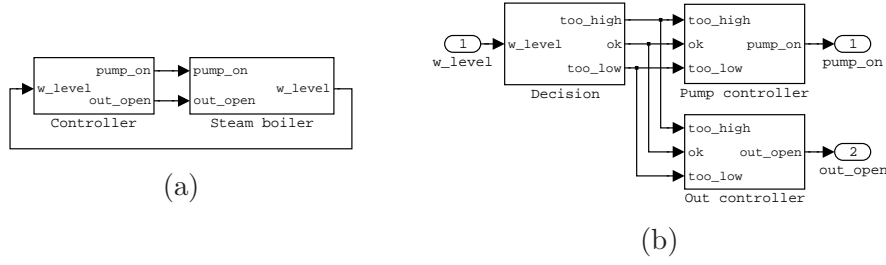 pump_on
pump_on
w_level
w_level
out_open
out_open
Controller
Steam boiler
(a)
1
w_level
w_level
too_high
ok
too_low
Decision
too_high
ok
too_low
pump_on
Pump controller
1
pump_on
too_high
ok
too_low
out_open
Out controller
2
out_open
(b)